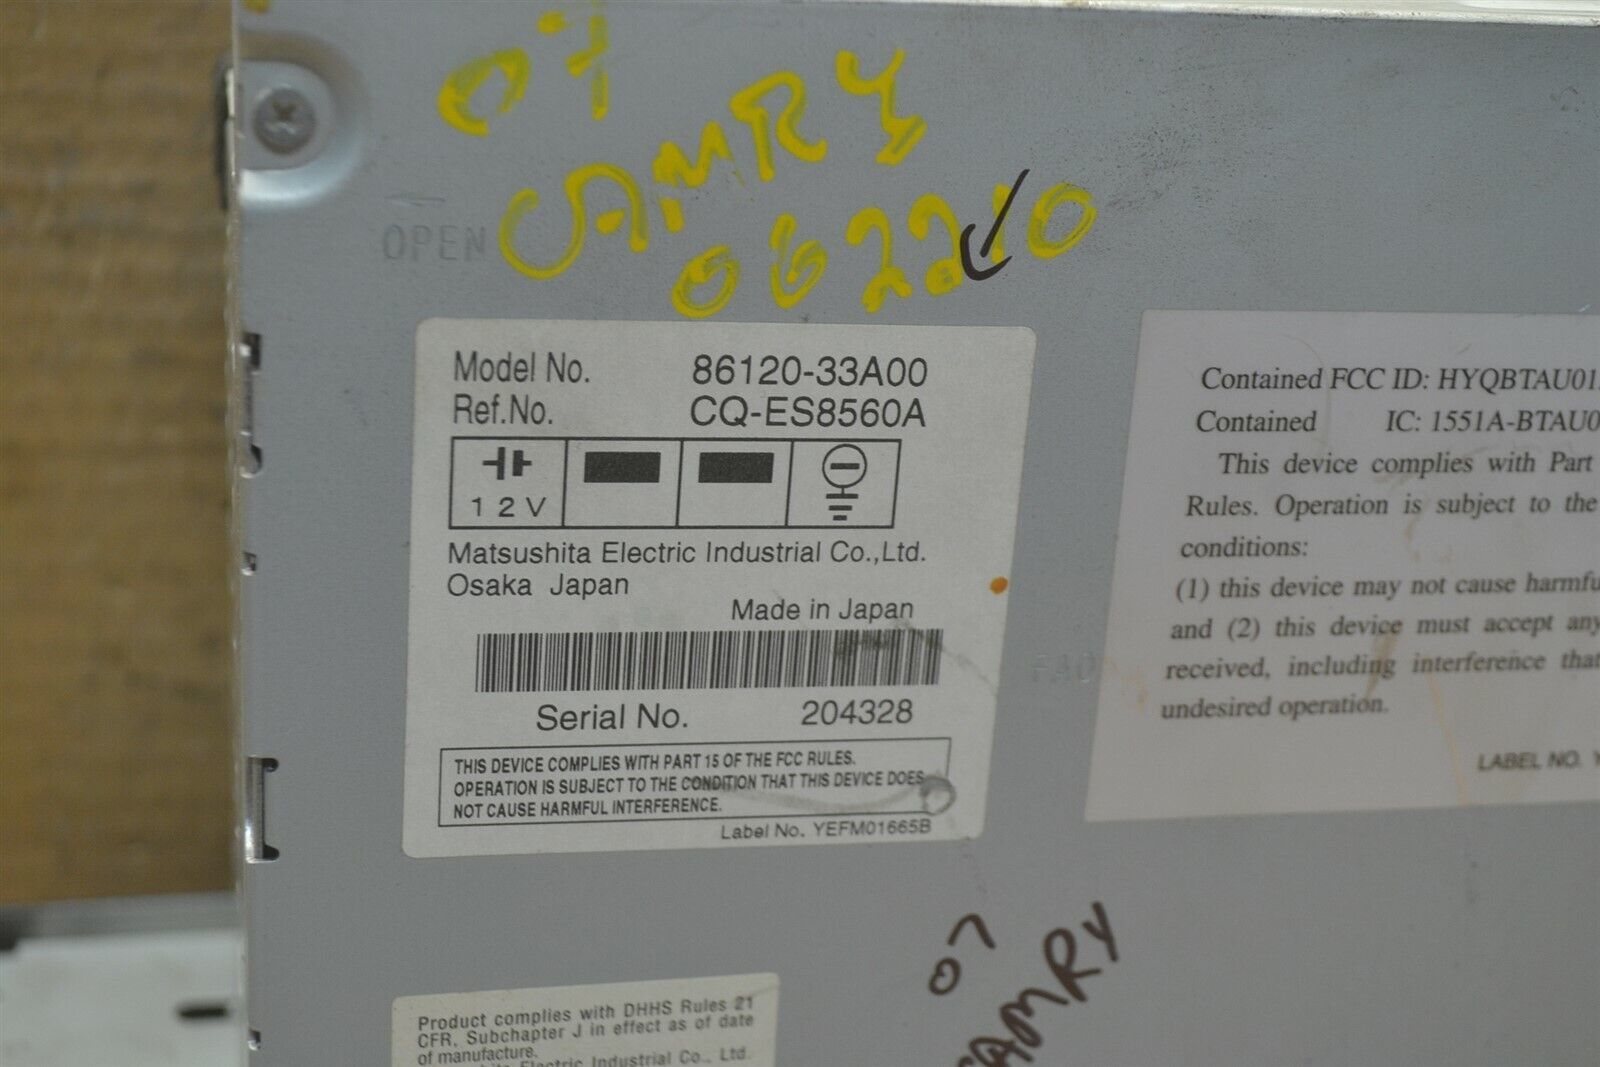 07
CAMRY
062210
OPEN
Model No. 86120-33A00
Ref.No. CQ-ES8560A
12V
Matsushita Electric Industrial Co.,Ltd.
Osaka Japan
Made in Japan
Serial No. 204328
THIS DEVICE COMPLIES WITH PART 15 OF THE FCC RULES.
OPERATION IS SUBJECT TO THE CONDITION THAT THIS DEVICE DOES
NOT CAUSE HARMFUL INTERFERENCE.
Label No. YEFM01665B
Contained FCC ID: HYQBTAU01
Contained IC: 1551A-BTAU0
This device complies with Part
Rules. Operation is subject to the
conditions:
(1) this device may not cause harmfu
and (2) this device must accept any
received, including interference that
undesired operation.
LABEL NO. Y
FAO
07
CAMRY
Product complies with DHHS Rules 21
CFR, Subchapter J in effect as of date
of manufacture.
Electric Industrial Co., Ltd.